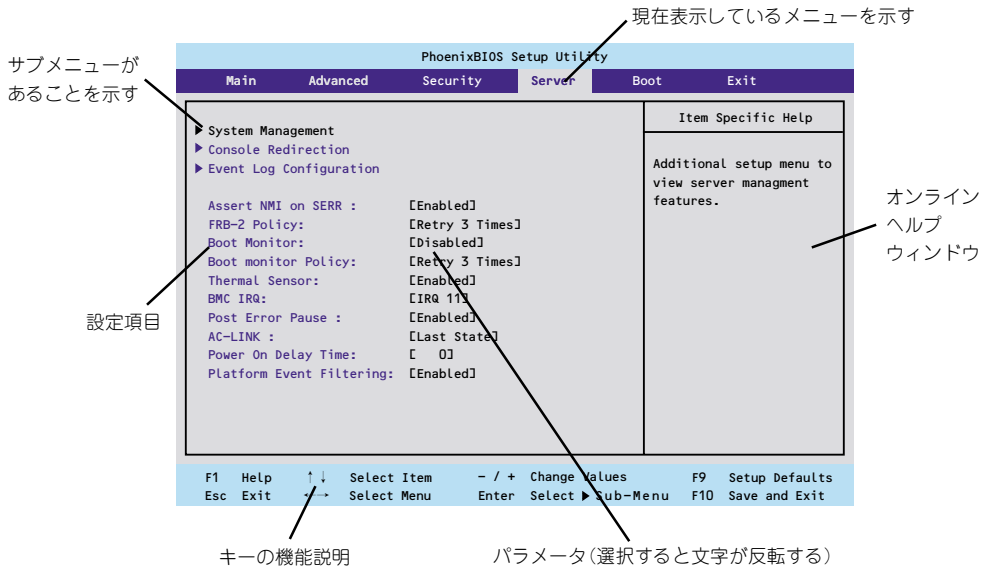 現在表示しているメニューを示す
サブメニューが
あることを示す
PhoenixBIOS Setup Utility
Main Advanced Security Server Boot Exit
▶ System Management
▶ Console Redirection
▶ Event Log Configuration
Assert NMI on SERR : [Enabled]
FRB-2 Policy: [Retry 3 Times]
Boot Monitor: [Disabled]
Boot monitor Policy: [Retry 3 Times]
Thermal Sensor: [Enabled]
BMC IRQ: [IRQ 11]
Post Error Pause : [Enabled]
AC-LINK : [Last State]
Power On Delay Time: [ 0]
Platform Event Filtering: [Enabled]
Item Specific Help
Additional setup menu to
view server managment
features.
オンライン
ヘルプ
ウィンドウ
設定項目
F1 Help ↑↓ Select Item - / + Change Values F9 Setup Defaults
Esc Exit ←→ Select Menu Enter Select ▶ Sub-Menu F10 Save and Exit
キーの機能説明
パラメータ(選択すると文字が反転する)